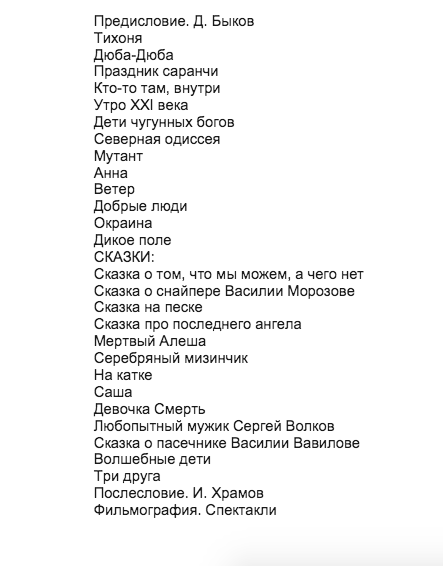 Предисловие. Д. Быков
Тихоня
Дюба-Дюба
Праздник саранчи
Кто-то там, внутри
Утро XXI века
Дети чугунных богов
Северная одиссея
Мутант
Анна
Ветер
Добрые люди
Окраина
Дикое поле
СКАЗКИ:
Сказка о том, что мы можем, а чего нет
Сказка о снайпере Василии Морозове
Сказка на песке
Сказка про последнего ангела
Мертвый Алеша
Серебряный мизинчик
На катке
Саша
Девочка Смерть
Любопытный мужик Сергей Волков
Сказка о пасечнике Василии Вавилове
Волшебные дети
Три друга
Послесловие. И. Храмов
Фильмография. Спектакли